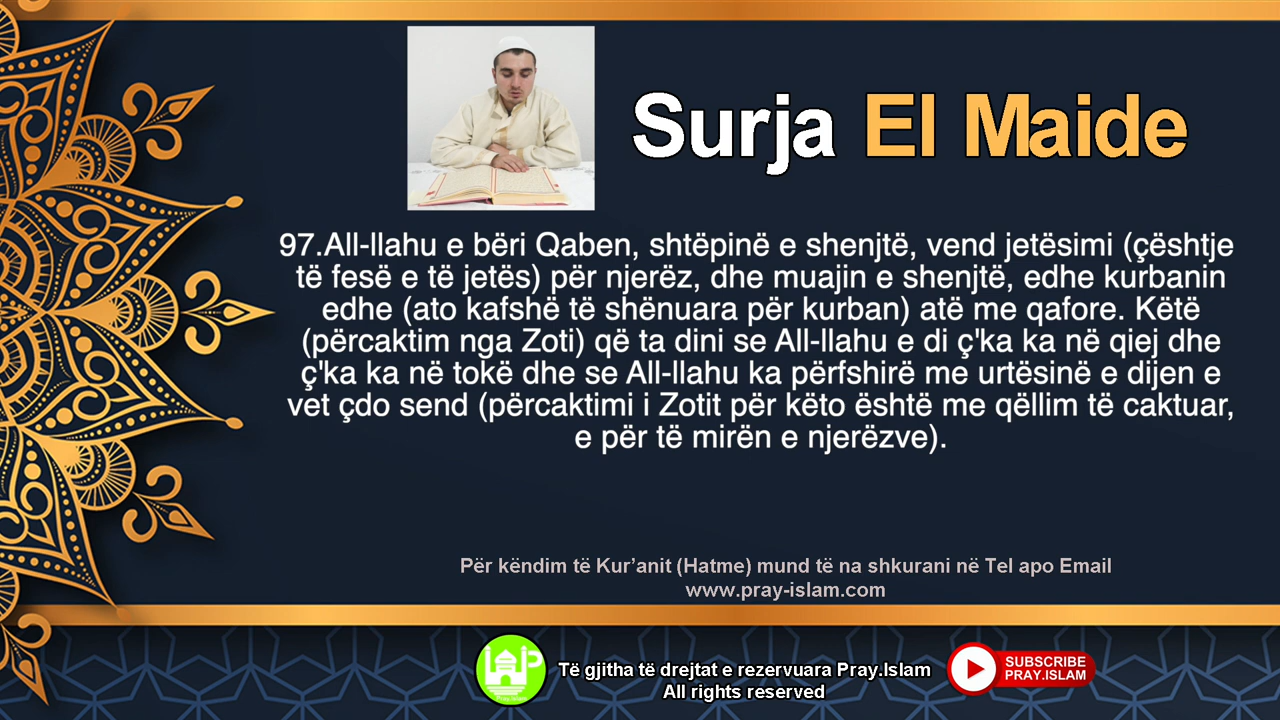 Surja El Maide
97.All-llahu e bëri Qaben, shtëpinë e shenjtë, vend jetësimi (çështje
të fesë e të jetës) për njerëz, dhe muajin e shenjtë, edhe kurbanin
edhe (ato kafshë të shënuara për kurban) atë me qafore. Këtë
(përcaktim nga Zoti) që ta dini se All-llahu e di ç'ka ka në qiej dhe
ç'ka ka në tokë dhe se All-llahu ka përfshirë me urtësinë e dijen e
vet çdo send (përcaktimi i Zotit për këto është me qëllim të caktuar,
e për të mirën e njerëzve).
Për këndim të Kur’anit (Hatme) mund të na shkurani në Tel apo Email
www.pray-islam.com
Pray.Islam
Të gjitha të drejtat e rezervuara Pray.Islam
All rights reserved
SUBSCRIBE
PRAY.ISLAM